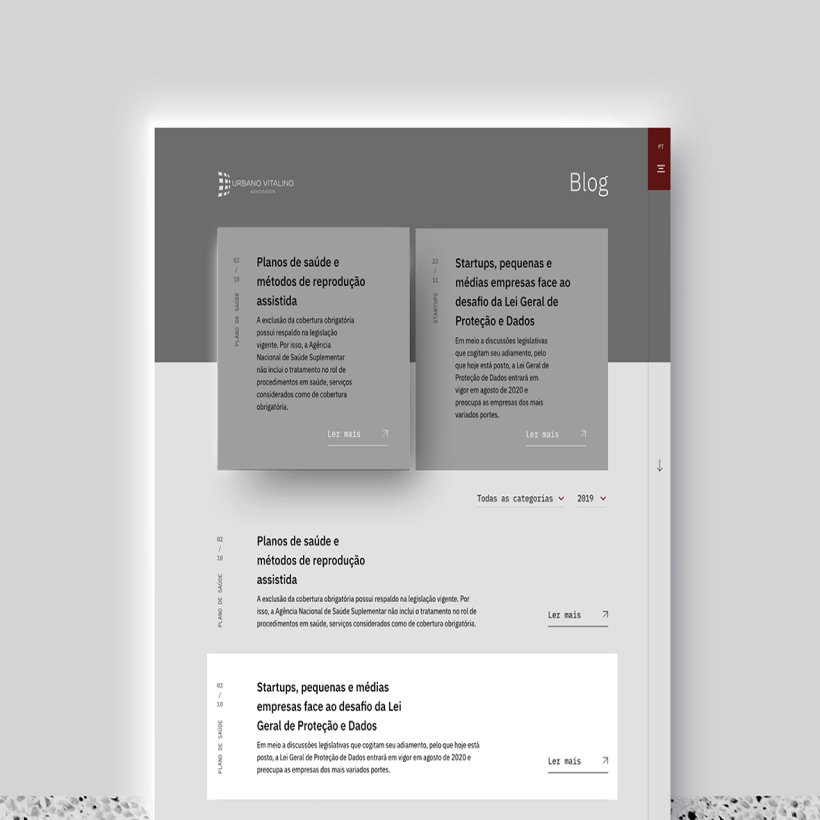 PT
URBANO VITALINO
ADVOGADOS
Blog
02
/
10
PLANO DE SAÚDE
Planos de saúde e
métodos de reprodução
assistida
A exclusão da cobertura obrigatória
possui respaldo na legislação
vigente. Por isso, a Agência
Nacional de Saúde Suplementar
não inclui o tratamento no rol de
procedimentos em saúde, serviços
considerados como de cobertura
obrigatória.
Ler mais
22
/
11
STARTUPS
Startups, pequenas e
médias empresas face ao
desafio da Lei Geral de
Proteção e Dados
Em meio a discussões legislativas
que cogitam seu adiamento, pelo
que hoje está posto, a Lei Geral de
Proteção de Dados entrará em
vigor em agosto de 2020 e
preocupa as empresas dos mais
variados portes.
Ler mais
Todas as categorias
2019
02
/
10
PLANO DE SAÚDE
Planos de saúde e
métodos de reprodução
assistida
A exclusão da cobertura obrigatória possui respaldo na legislação vigente. Por
isso, a Agência Nacional de Saúde Suplementar não inclui o tratamento no rol de
procedimentos em saúde, serviços considerados como de cobertura obrigatória.
Ler mais
02
/
10
PLANO DE SAÚDE
Startups, pequenas e médias
empresas face ao desafio da Lei
Geral de Proteção e Dados
Em meio a discussões legislativas que cogitam seu adiamento, pelo que hoje está
posto, a Lei Geral de Proteção de Dados entrará em vigor em agosto de 2020 e
preocupa as empresas dos mais variados portes.
Ler mais